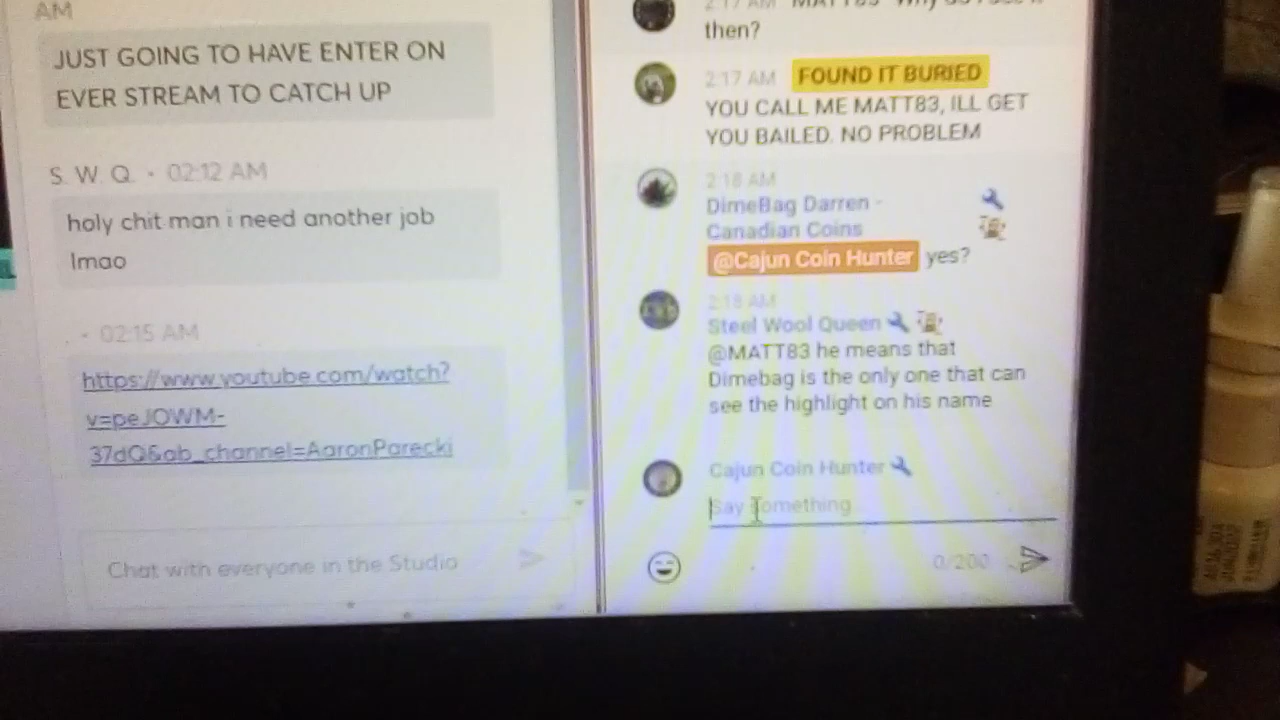 AM
JUST GOING TO HAVE ENTER ON
EVER STREAM TO CATCH UP
S. W. Q. • 02:12 AM
holy chit man i need another job
lmao
• 02:15 AM
https://www.youtube.com/watch?
v=peJOWM-
37dQ&ab_channel=AaronParecki
Chat with everyone in the Studio
2:17 AM MATT83
then?
2:17 AM FOUND IT BURIED
YOU CALL ME MATT83, ILL GET
YOU BAILED. NO PROBLEM
2:18 AM
DimeBag Darren -
Canadian Coins
@Cajun Coin Hunter yes?
2:18 AM
Steel Wool Queen
@MATT83 he means that
Dimebag is the only one that can
see the highlight on his name
Cajun Coin Hunter
Say something...
0/200